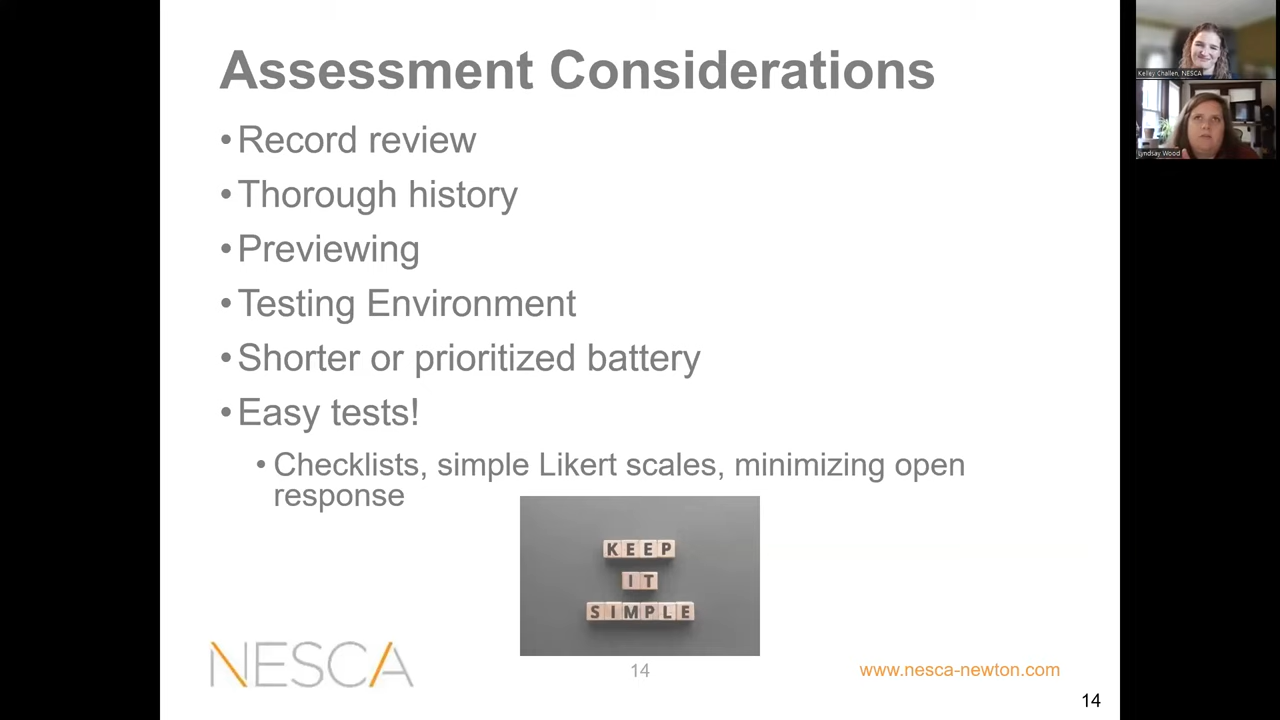 Assessment Considerations
•Record review
•Thorough history
•Previewing
•Testing Environment
•Shorter or prioritized battery
•Easy tests!
•Checklists, simple Likert scales, minimizing open
response
KEEP
IT
SIMPLE
NESCA
14
www.nesca-newton.com
14
Kelley Challen, NESCA
Lyndsay Wood